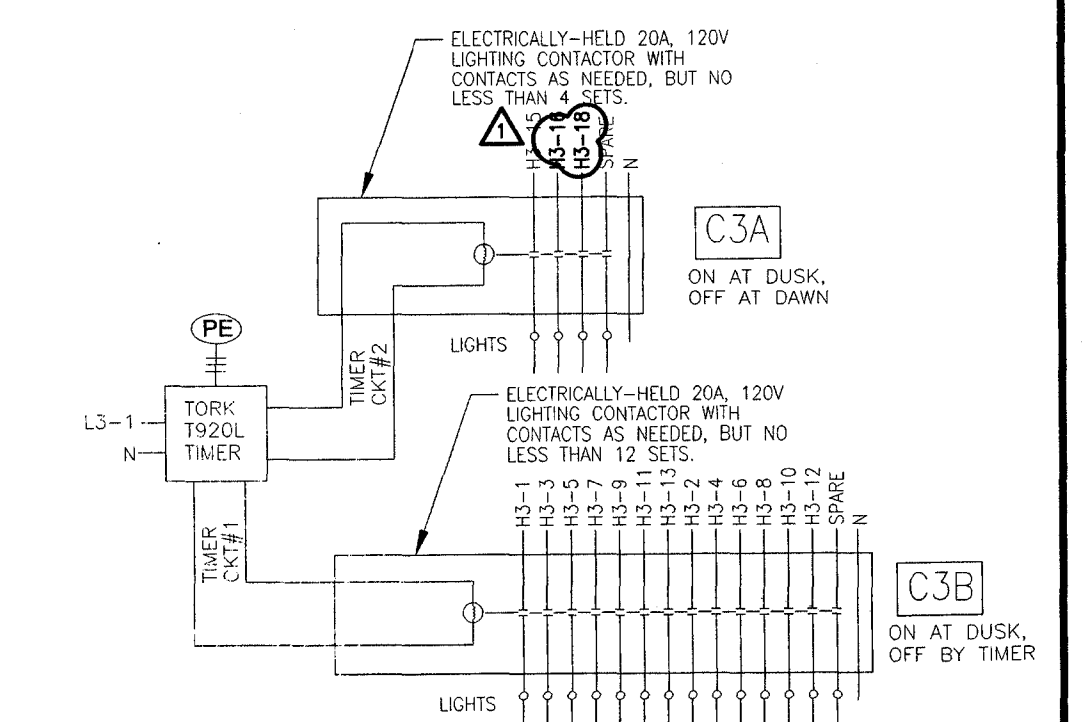 ELECTRICALLY-HELD 20A, 120V
LIGHTING CONTACTOR WITH
CONTACTS AS NEEDED, BUT NO
LESS THAN 4 SETS.
1
H3-15
H3-16
H3-18
SPARE
N
C3A
ON AT DUSK,
OFF AT DAWN
LIGHTS
PE
TIMER
CKT#2
L3-1
N
TORK
T920L
TIMER
ELECTRICALLY-HELD 20A, 120V
LIGHTING CONTACTOR WITH
CONTACTS AS NEEDED, BUT NO
LESS THAN 12 SETS.
H3-1
H3-3
H3-5
H3-7
H3-9
H3-11
H3-13
H3-2
H3-4
H3-6
H3-8
H3-10
H3-12
SPARE
N
TIMER
CKT#1
C3B
ON AT DUSK,
OFF BY TIMER
LIGHTS